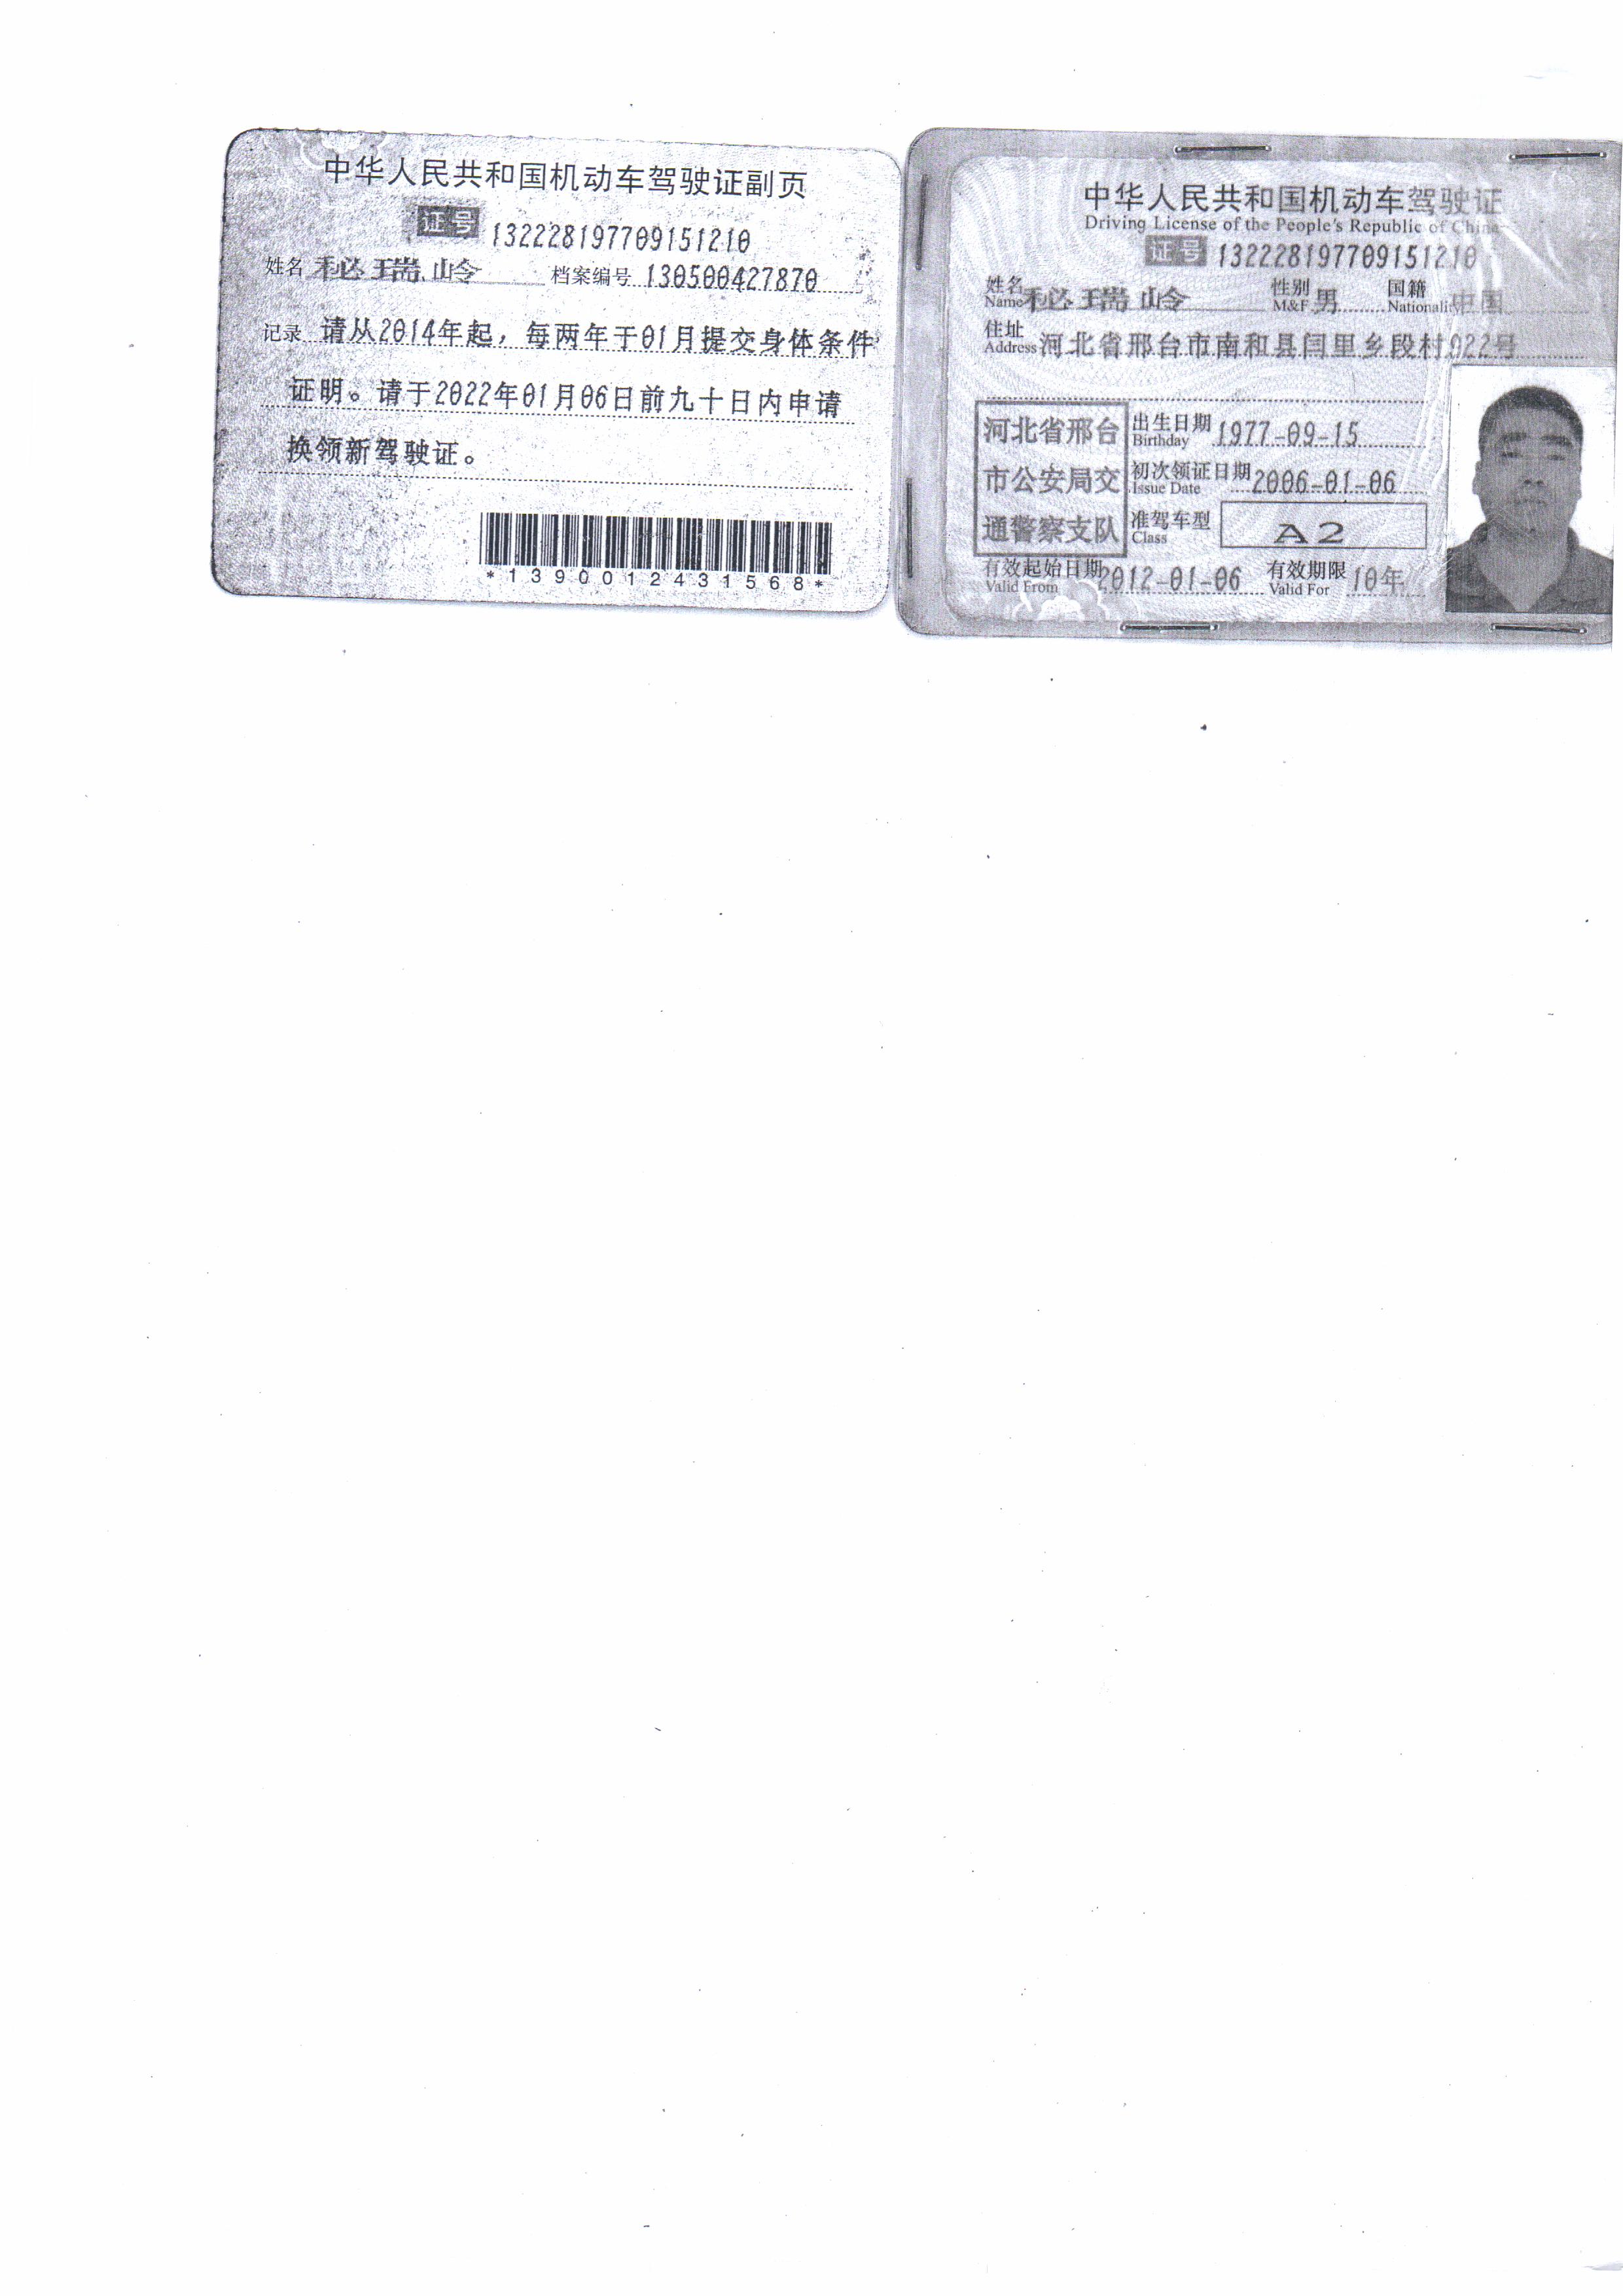 中华人民共和国机动车驾驶证副页
证号 132228197709151210
姓名 秘瑞岭 档案编号 130500427870
记录 请从2014年起，每两年于01月提交身体条件
证明。请于2022年01月06日前九十日内申请
换领新驾驶证。
*1390012431568*
中华人民共和国机动车驾驶证
Driving License of the People's Republic of China
证号 132228197709151210
姓名 Name 秘瑞岭 性别 M&F 男 国籍 Nationality 中国
住址 Address 河北省邢台市南和县闫里乡段村922号
河北省邢台
市公安局交
通警察支队
出生日期 Birthday 1977-09-15
初次领证日期 Issue Date 2006-01-06
准驾车型 Class A2
有效起始日期 Valid From 2012-01-06 有效期限 Valid For 10年